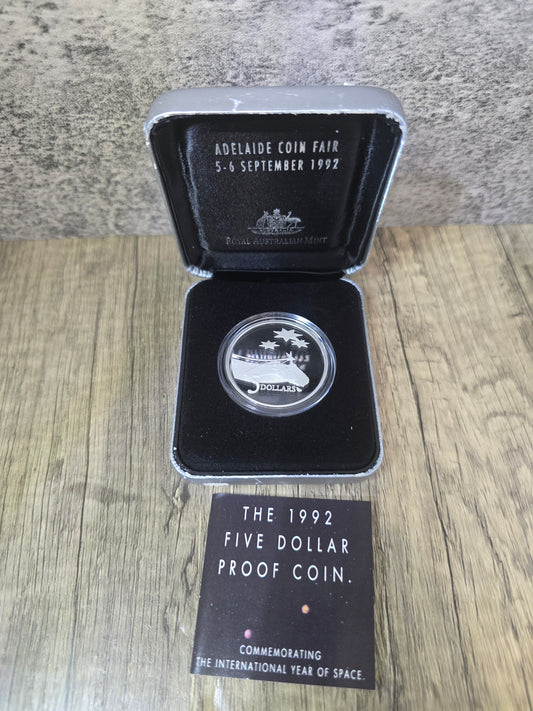 ADELAIDE COIN FAIR
5-6 SEPTEMBER 1992
ROYAL AUSTRALIAN MINT
5 DOLLARS
THE 1992
FIVE DOLLAR
PROOF COIN.
COMMEMORATING
THE INTERNATIONAL YEAR OF SPACE.